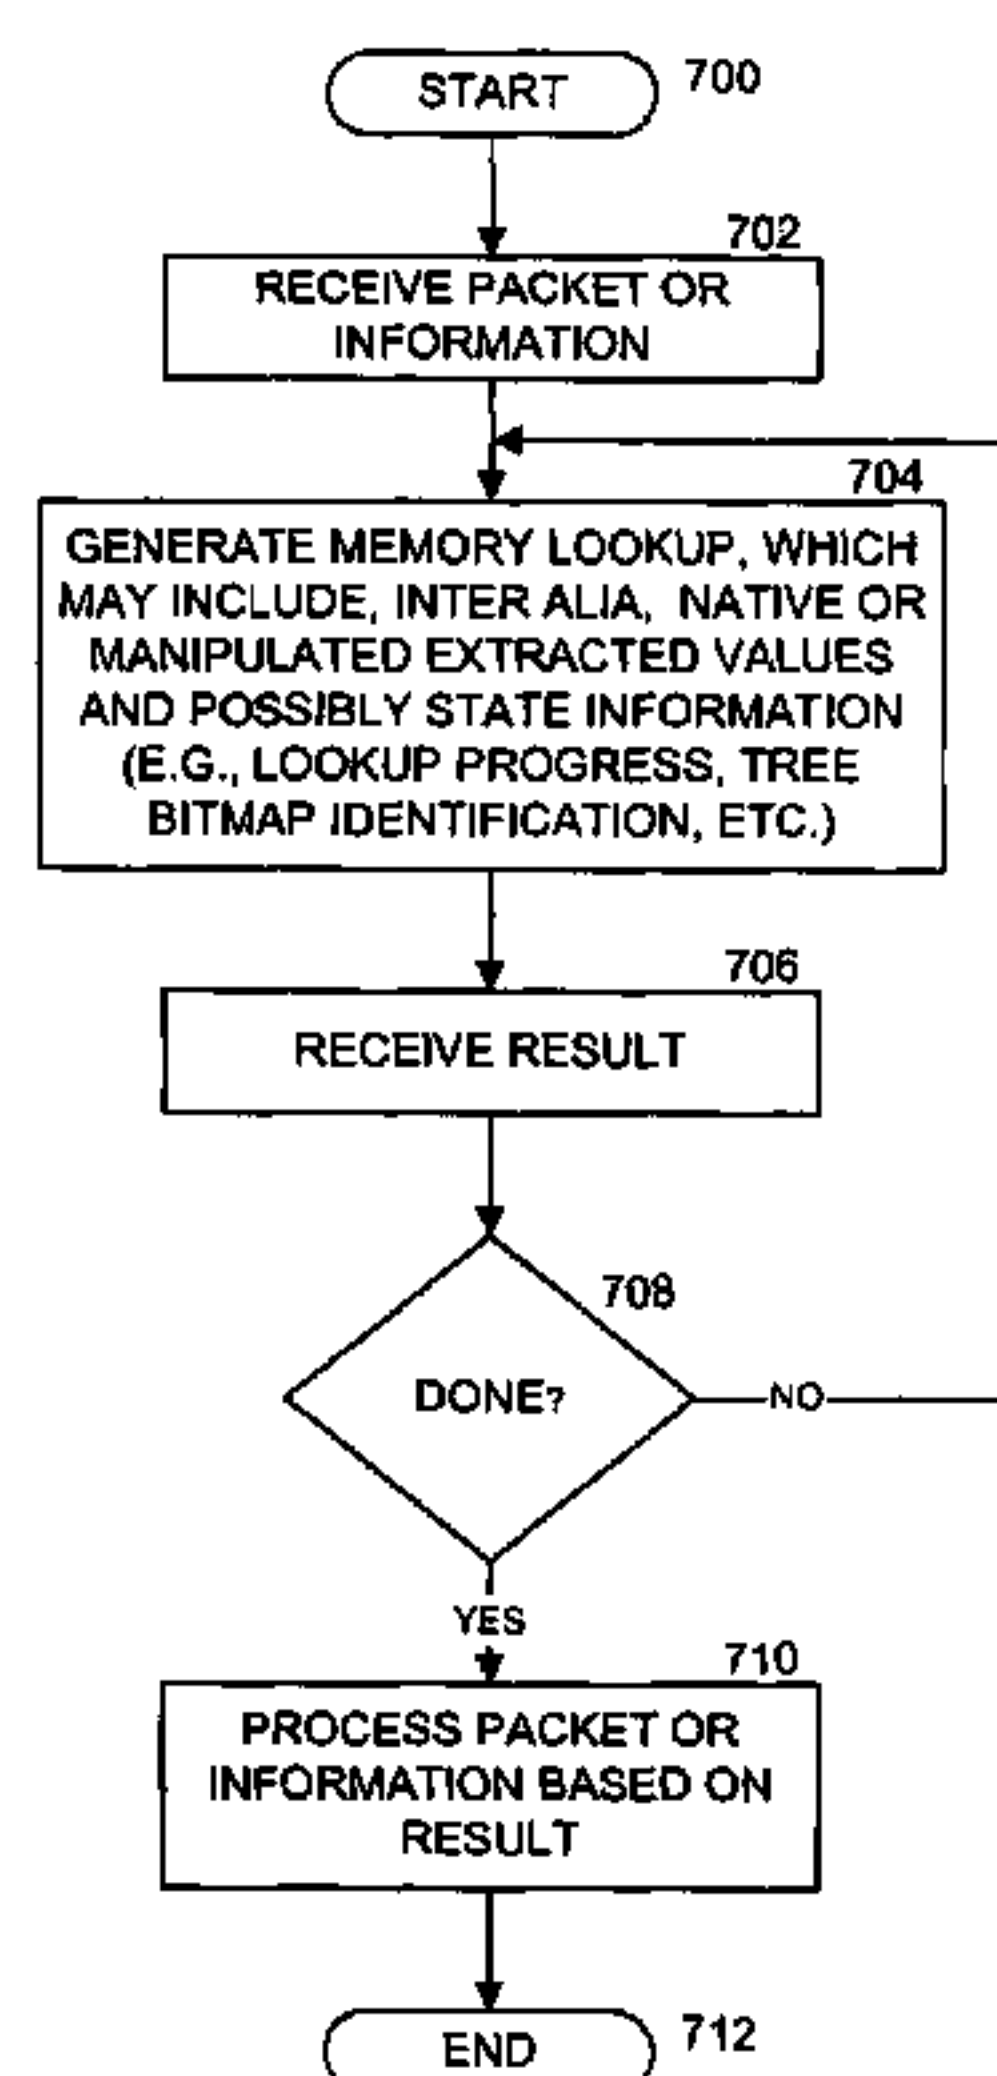 START 700
702
RECEIVE PACKET OR
INFORMATION
704
GENERATE MEMORY LOOKUP, WHICH
MAY INCLUDE, INTER ALIA, NATIVE OR
MANIPULATED EXTRACTED VALUES
AND POSSIBLY STATE INFORMATION
(E.G., LOOKUP PROGRESS, TREE
BITMAP IDENTIFICATION, ETC.)
706
RECEIVE RESULT
708
DONE?
NO
YES
710
PROCESS PACKET OR
INFORMATION BASED ON
RESULT
END 712